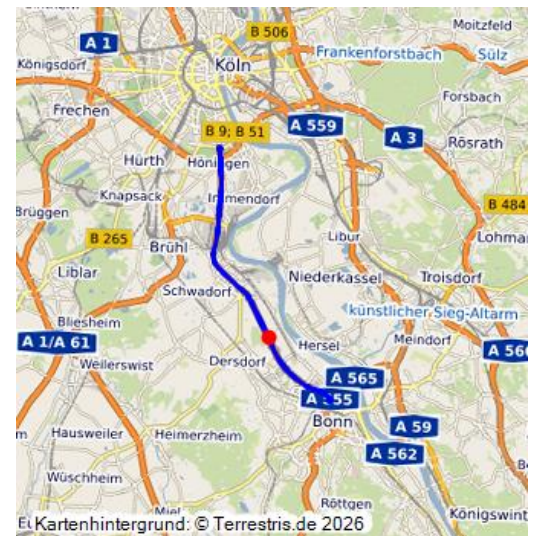 Moitzfeld
B 506
A 1
Frankenforstbach
Sülz
Königsdorf
Köln
Forsbach
Frechen
B 9; B 51
A 559
A 3
Rösrath
Hürth
Immendorf
Knapsack
B 484
Brüggen
B 265
Libur
Lohmar
Brühl
Liblar
Niederkassel
Troisdorf
Schwadorf
künstlicher Sieg-Altarm
Bliesheim
A 1/A 61
Hersel
Meindorf
A 560
Weilerswist
Dersdorf
A 565
Bonn
A 59
Hausweiler
Heimerzheim
A 562
Wüschheim
Röttgen
Königswint
Kartenhintergrund: © Terrestris.de 2026